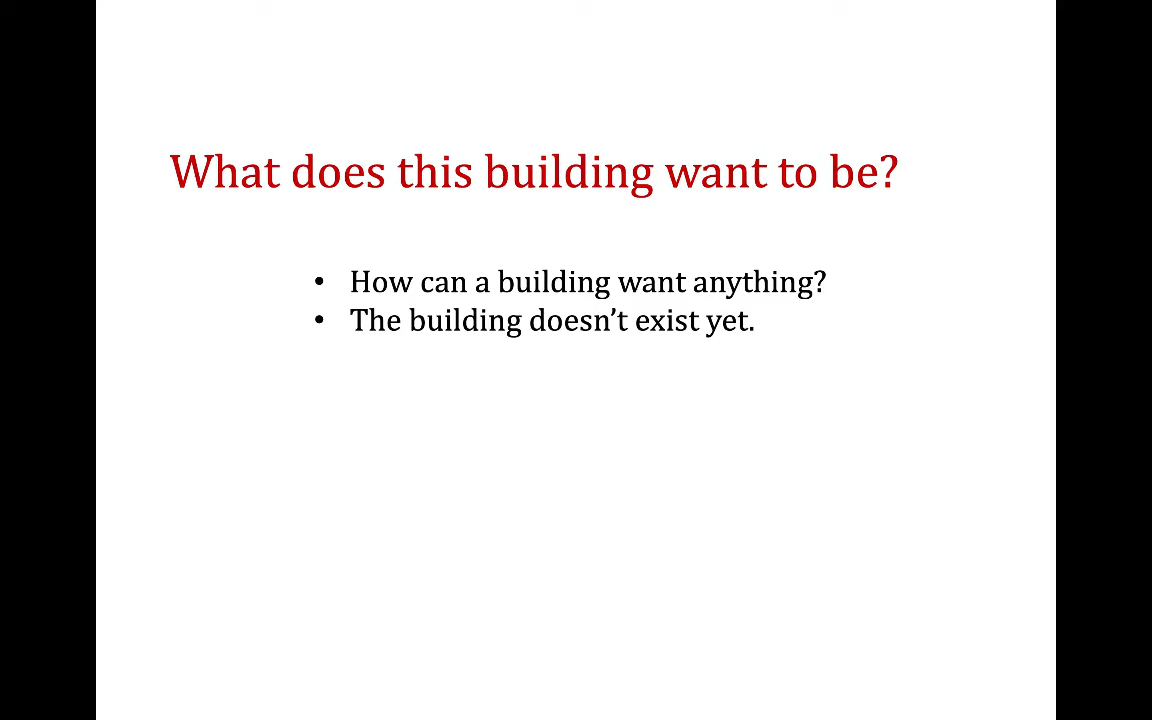 What does this building want to be?
• How can a building want anything?
• The building doesn’t exist yet.